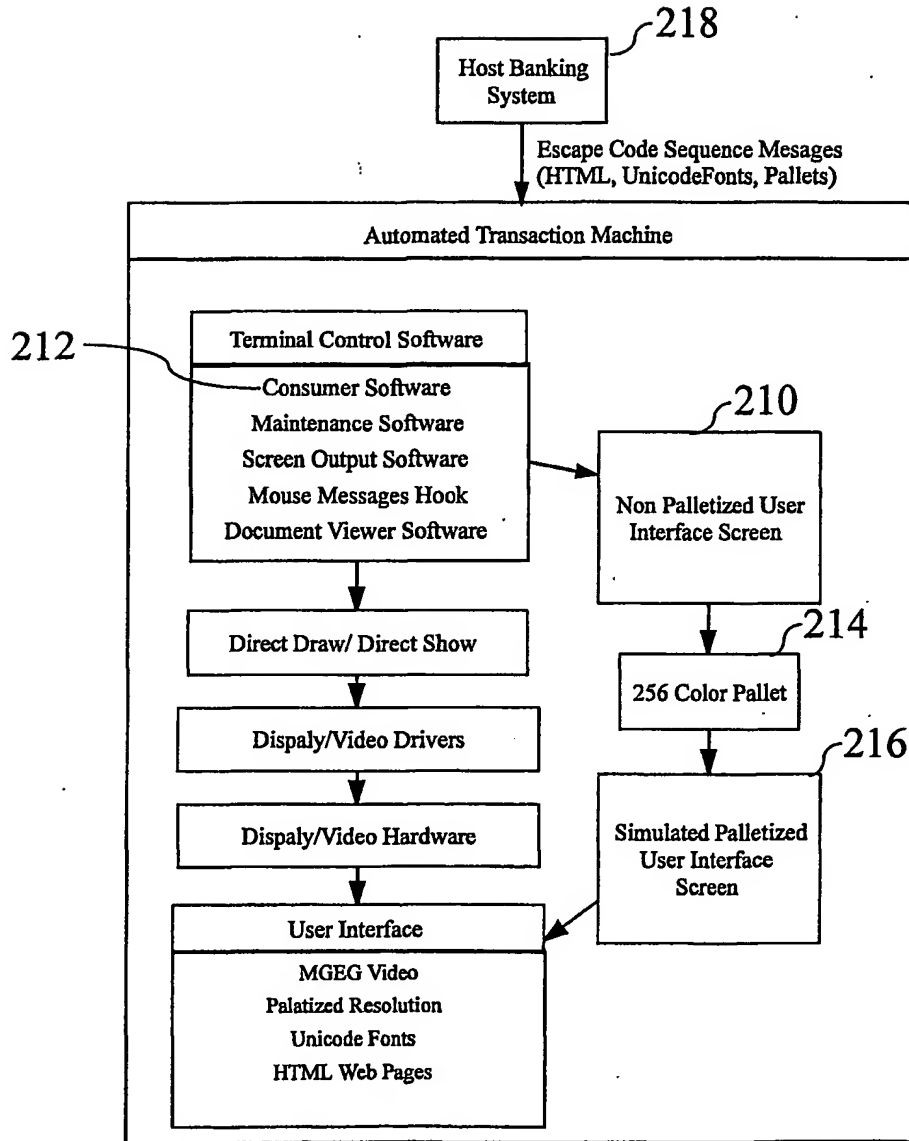 218
Host Banking
System
Escape Code Sequence Mesages
(HTML, UnicodeFonts, Pallets)
Automated Transaction Machine
Terminal Control Software
212
Consumer Software
Maintenance Software
Screen Output Software
Mouse Messages Hook
Document Viewer Software
210
Non Palletized User
Interface Screen
Direct Draw/ Direct Show
214
256 Color Pallet
Dispaly/Video Drivers
216
Dispaly/Video Hardware
Simulated Palletized
User Interface
Screen
User Interface
MGEG Video
Palatized Resolution
Unicode Fonts
HTML Web Pages